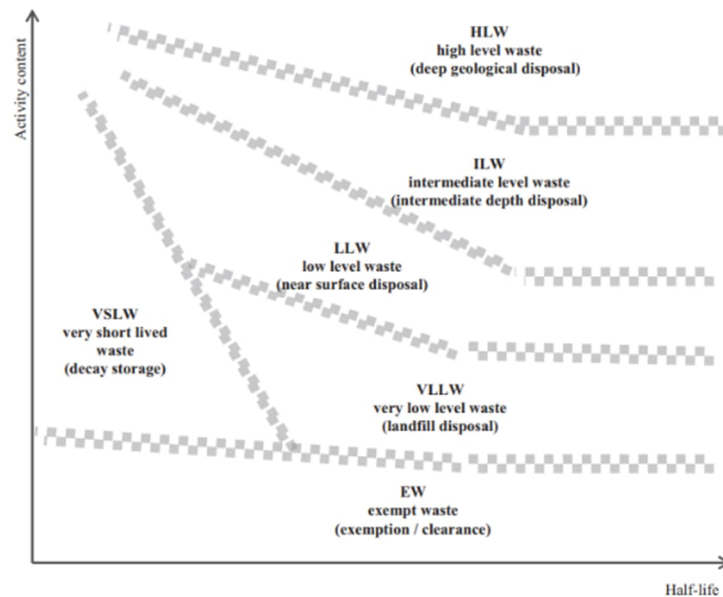 Activity content
HLW
high level waste
(deep geological disposal)
ILW
intermediate level waste
(intermediate depth disposal)
LLW
low level waste
(near surface disposal)
VSLW
very short lived
waste
(decay storage)
VLLW
very low level waste
(landfill disposal)
EW
exempt waste
(exemption / clearance)
Half-life